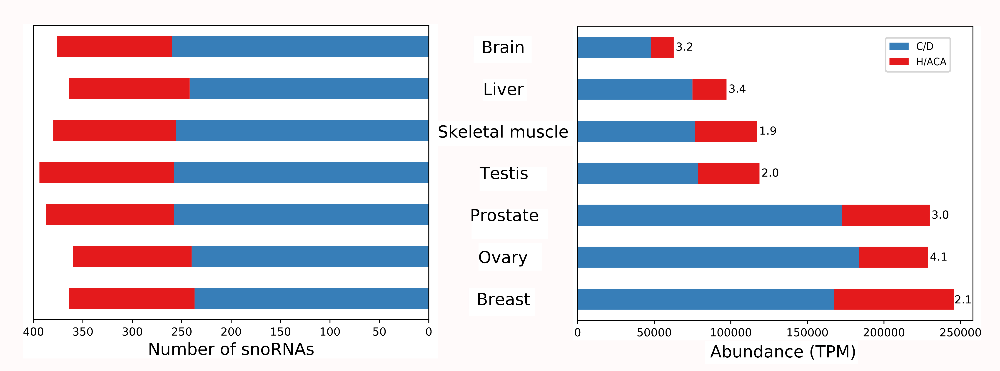 Brain
Liver
Skeletal muscle
Testis
Prostate
Ovary
Breast
400 350 300 250 200 150 100 50 0
Number of snoRNAs
C/D
H/ACA
3.2
3.4
1.9
2.0
3.0
4.1
2.1
0 50000 100000 150000 200000 250000
Abundance (TPM)